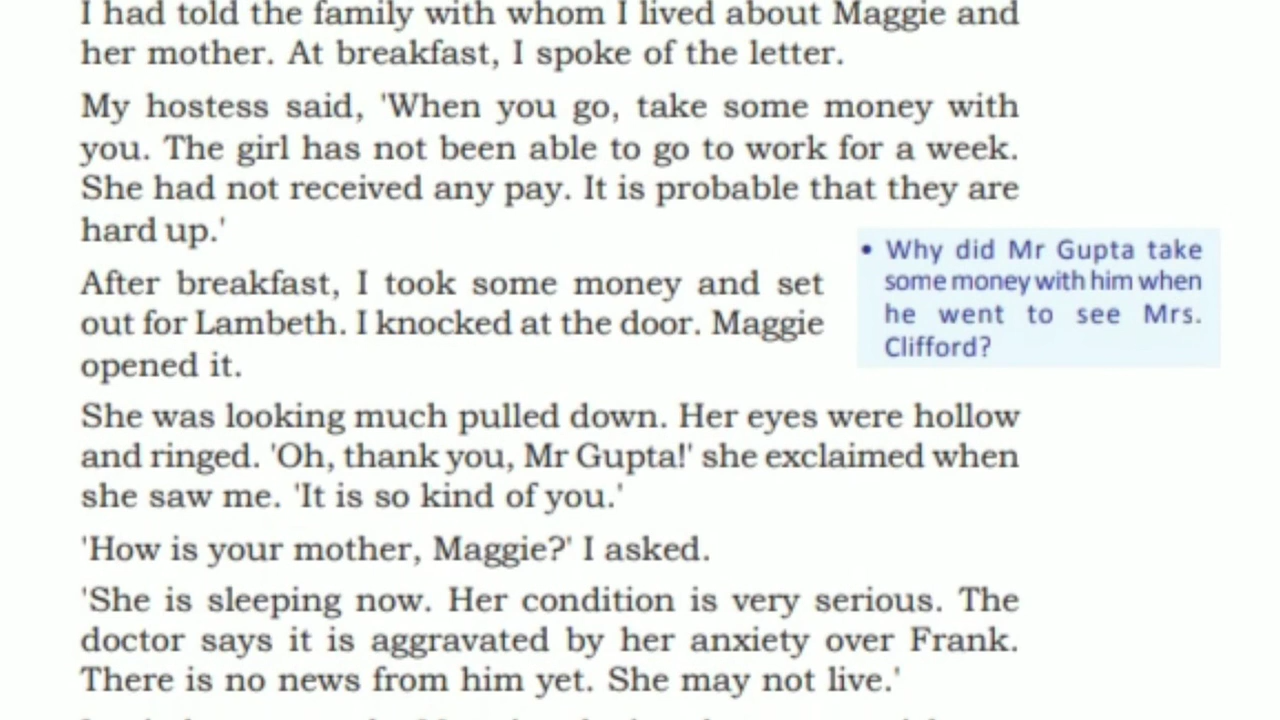 I had told the family with whom I lived about Maggie and
her mother. At breakfast, I spoke of the letter.
My hostess said, 'When you go, take some money with
you. The girl has not been able to go to work for a week.
She had not received any pay. It is probable that they are
hard up.'
After breakfast, I took some money and set
out for Lambeth. I knocked at the door. Maggie
opened it.
• Why did Mr Gupta take
some money with him when
he went to see Mrs.
Clifford?
She was looking much pulled down. Her eyes were hollow
and ringed. 'Oh, thank you, Mr Gupta!' she exclaimed when
she saw me. 'It is so kind of you.'
'How is your mother, Maggie?' I asked.
'She is sleeping now. Her condition is very serious. The
doctor says it is aggravated by her anxiety over Frank.
There is no news from him yet. She may not live.'